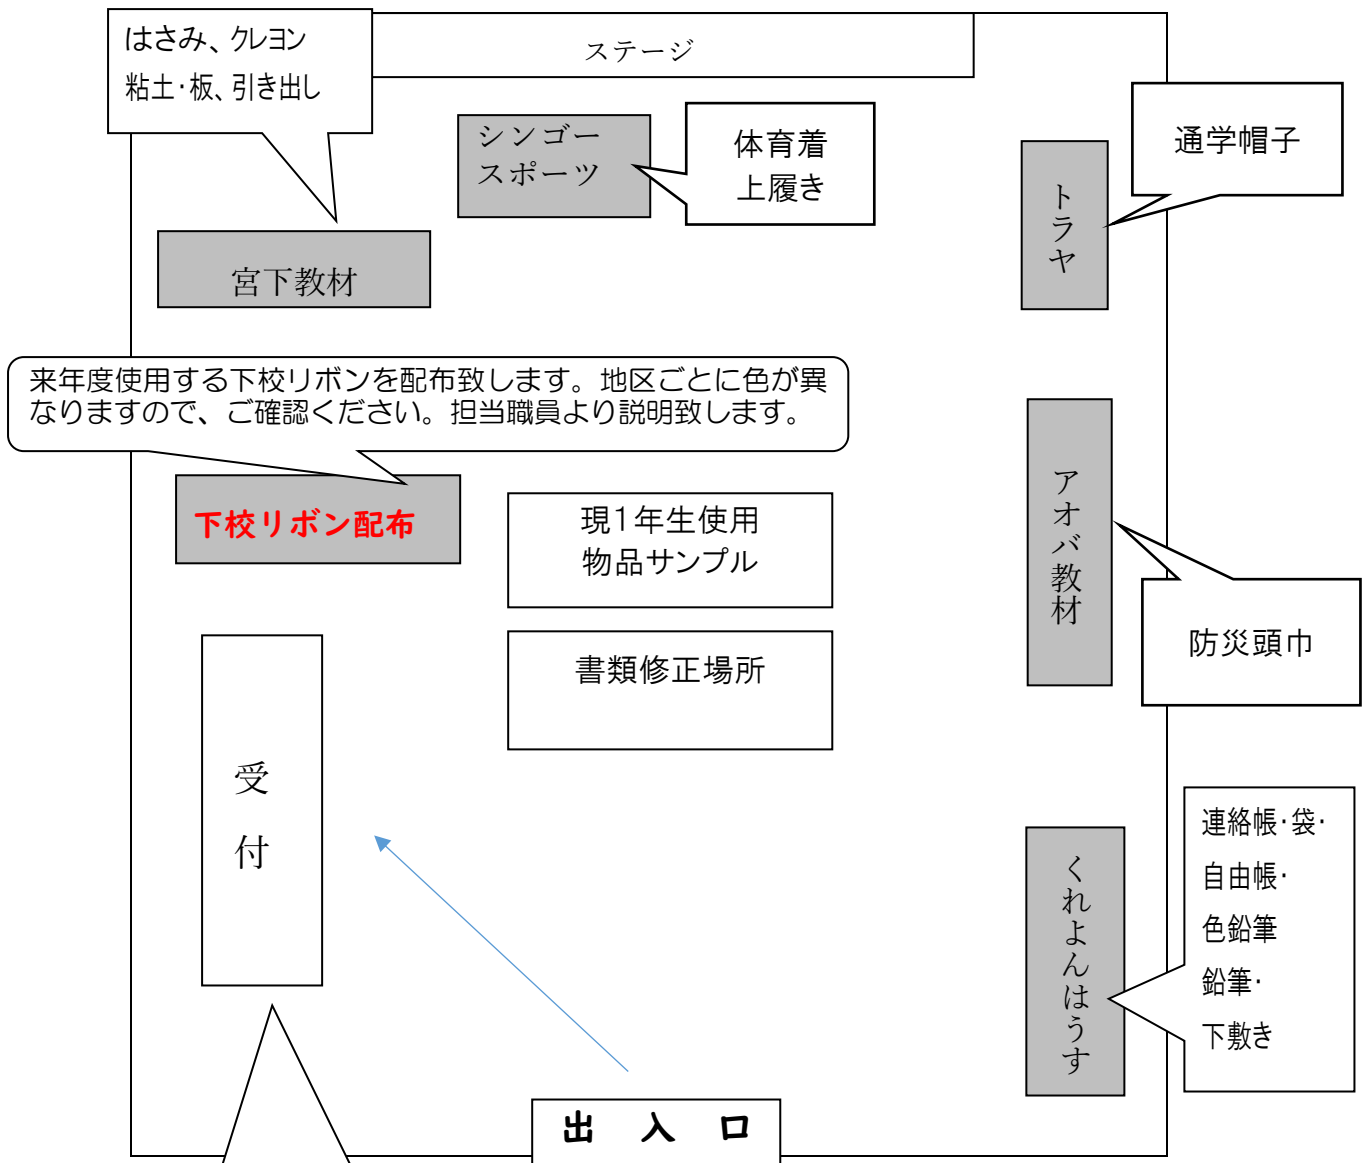 はさみ、クレヨン
粘土・板、引き出し
ステージ
シンゴー
スポーツ
体育着
上履き
通学帽子
トラヤ
宮下教材
来年度使用する下校リボンを配布致します。地区ごとに色が異
なりますので、ご確認ください。担当職員より説明致します。
下校リボン配布
現1年生使用
物品サンプル
アオバ教材
防災頭巾
書類修正場所
受付
くれよんはうす
連絡帳・袋・
自由帳・
色鉛筆
鉛筆・
下敷き
出 入 口